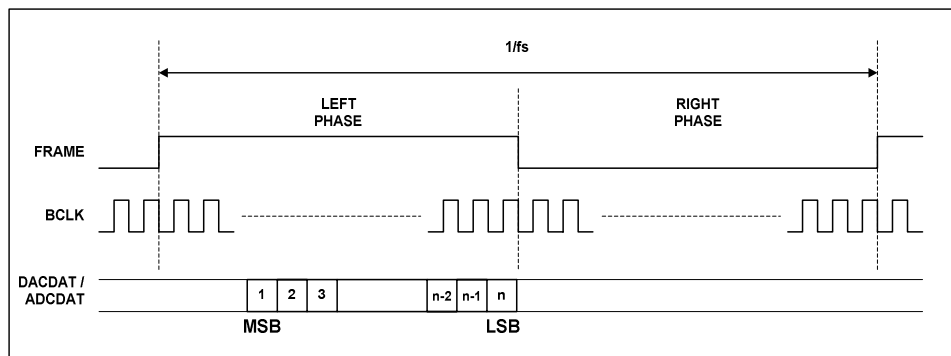 1/fs
LEFT
PHASE
RIGHT
PHASE
FRAME
BCLK
DACDAT /
ADCDAT
1 2 3 n-2 n-1 n
MSB LSB